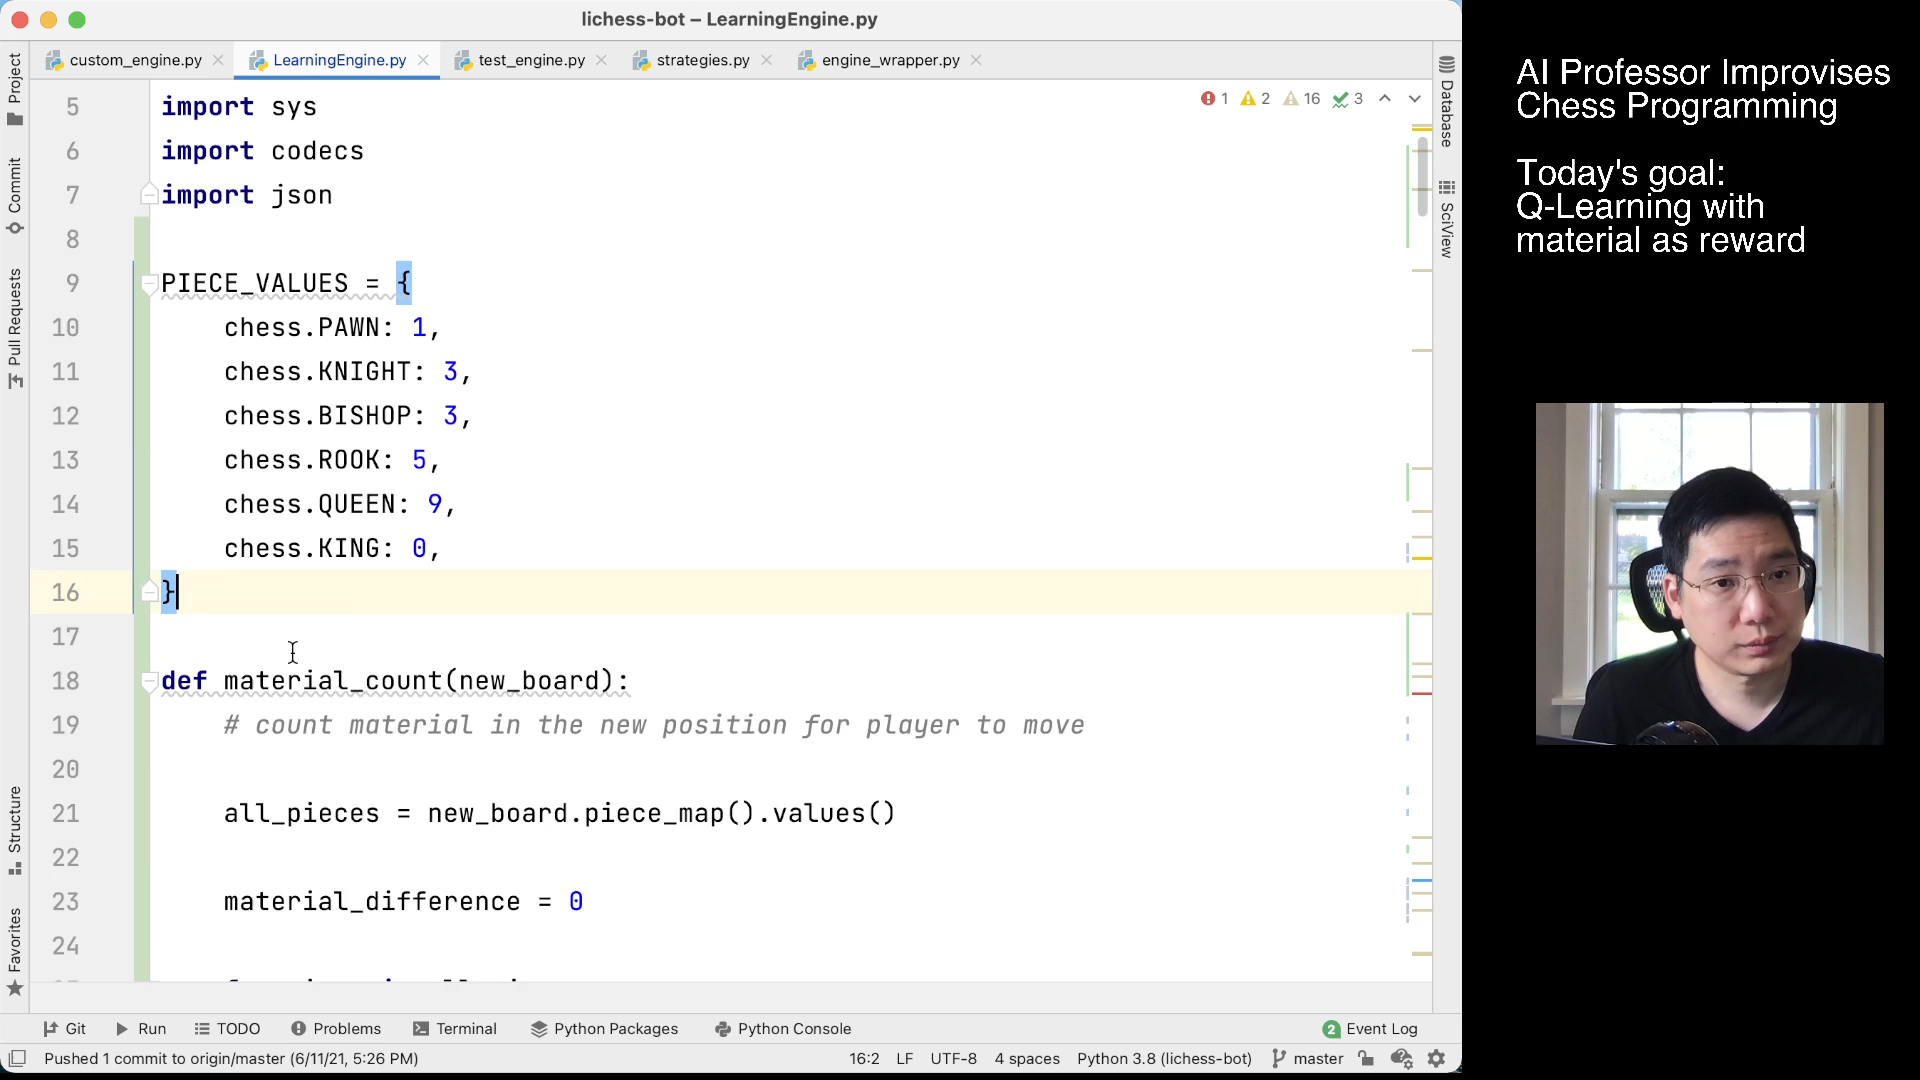 lichess-bot – LearningEngine.py
custom_engine.py
LearningEngine.py
test_engine.py
strategies.py
engine_wrapper.py
Project
Commit
Pull Requests
Structure
Favorites
1 2 16 3
5 import sys
6 import codecs
7 import json
8
9 PIECE_VALUES = {
10 chess.PAWN: 1,
11 chess.KNIGHT: 3,
12 chess.BISHOP: 3,
13 chess.ROOK: 5,
14 chess.QUEEN: 9,
15 chess.KING: 0,
16 }
17
18 def material_count(new_board):
19 # count material in the new position for player to move
20
21 all_pieces = new_board.piece_map().values()
22
23 material_difference = 0
24
Database
SciView
Git
Run
TODO
Problems
Terminal
Python Packages
Python Console
2 Event Log
Pushed 1 commit to origin/master (6/11/21, 5:26 PM)
16:2 LF UTF-8 4 spaces Python 3.8 (lichess-bot) master
AI Professor Improvises
Chess Programming
Today's goal:
Q-Learning with
material as reward